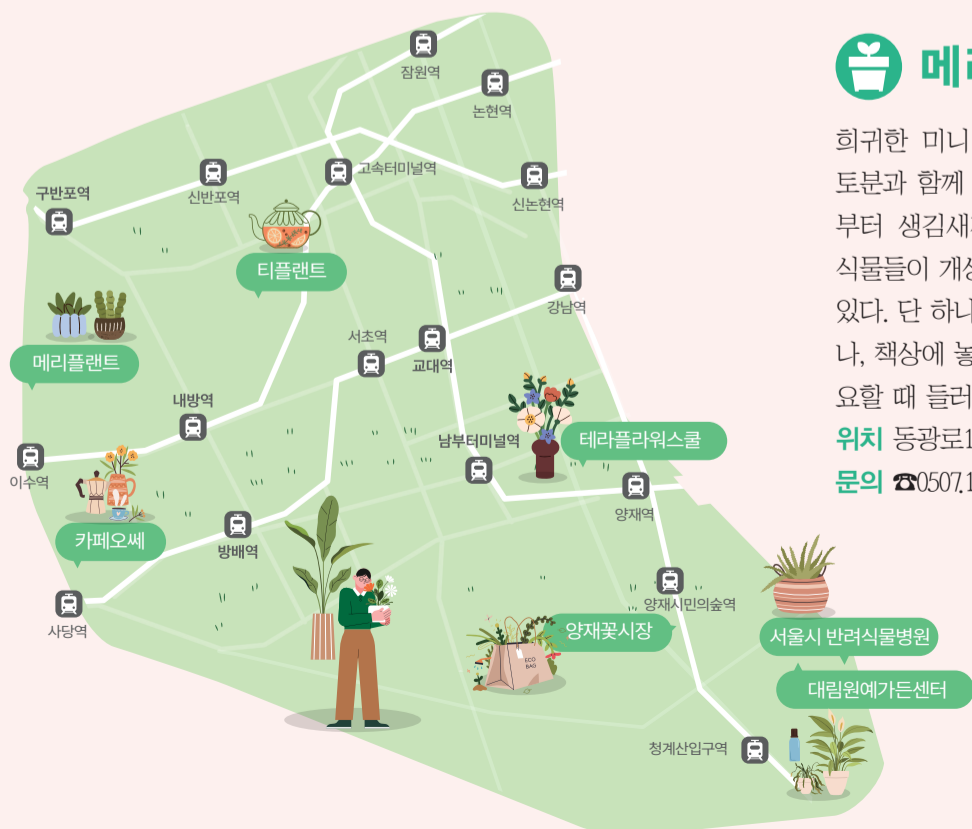 잠원역
논현역
고속터미널역
신반포역
구반포역
신논현역
티플랜트
강남역
서초역
교대역
메리플랜트
내방역
남부터미널역
테라플라워스쿨
이수역
양재역
카페오쎄
방배역
양재시민의숲역
사당역
양재꽃시장
서울시 반려식물병원
ECO
BAG
대림원예가든센터
청계산입구역
희귀한 미니
토분과 함께
부터 생김새
식물들이
있다. 단 하나
나, 책상에 놓
요할 때 들러
위치 동광로1
문의 ☎0507.1